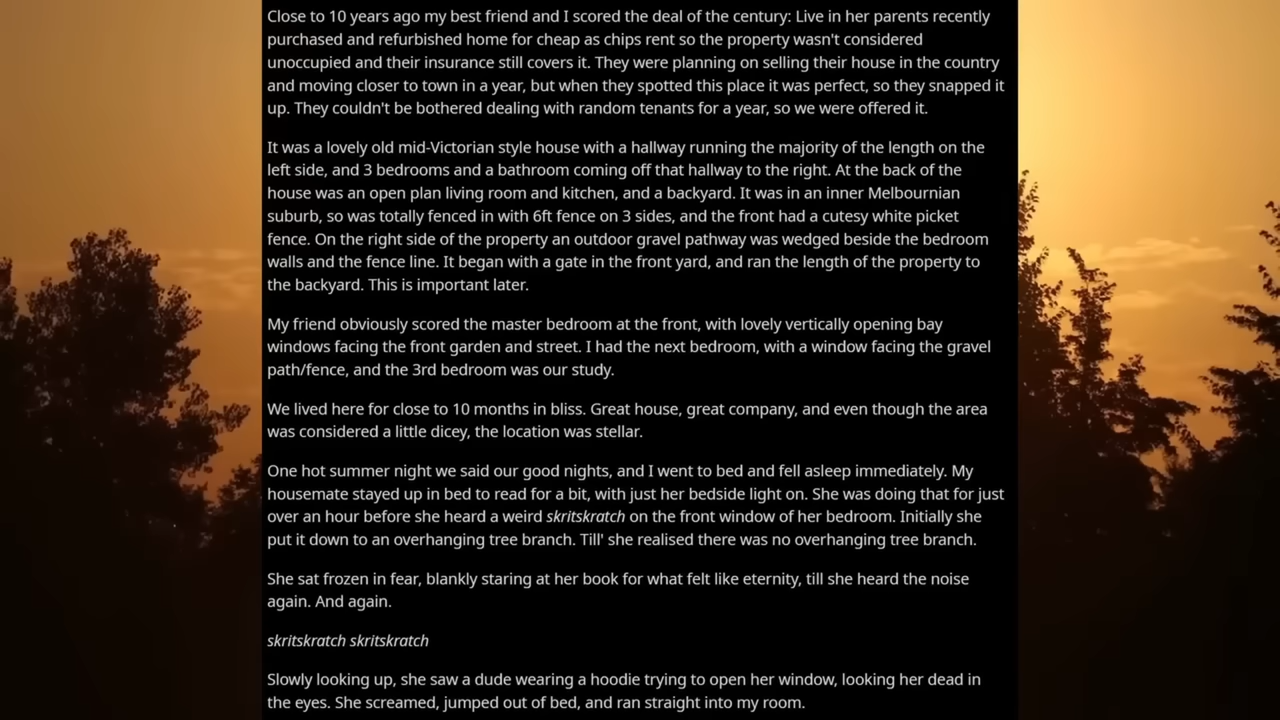 Close to 10 years ago my best friend and I scored the deal of the century: Live in her parents recently
purchased and refurbished home for cheap as chips rent so the property wasn't considered
unoccupied and their insurance still covers it. They were planning on selling their house in the country
and moving closer to town in a year, but when they spotted this place it was perfect, so they snapped it
up. They couldn't be bothered dealing with random tenants for a year, so we were offered it.
It was a lovely old mid-Victorian style house with a hallway running the majority of the length on the
left side, and 3 bedrooms and a bathroom coming off that hallway to the right. At the back of the
house was an open plan living room and kitchen, and a backyard. It was in an inner Melbournian
suburb, so was totally fenced in with 6ft fence on 3 sides, and the front had a cutesy white picket
fence. On the right side of the property an outdoor gravel pathway was wedged beside the bedroom
walls and the fence line. It began with a gate in the front yard, and ran the length of the property to
the backyard. This is important later.
My friend obviously scored the master bedroom at the front, with lovely vertically opening bay
windows facing the front garden and street. I had the next bedroom, with a window facing the gravel
path/fence, and the 3rd bedroom was our study.
We lived here for close to 10 months in bliss. Great house, great company, and even though the area
was considered a little dicey, the location was stellar.
One hot summer night we said our good nights, and I went to bed and fell asleep immediately. My
housemate stayed up in bed to read for a bit, with just her bedside light on. She was doing that for just
over an hour before she heard a weird skritskratch on the front window of her bedroom. Initially she
put it down to an overhanging tree branch. Till' she realised there was no overhanging tree branch.
She sat frozen in fear, blankly staring at her book for what felt like eternity, till she heard the noise
again. And again.
skritskratch skritskratch
Slowly looking up, she saw a dude wearing a hoodie trying to open her window, looking her dead in
the eyes. She screamed, jumped out of bed, and ran straight into my room.